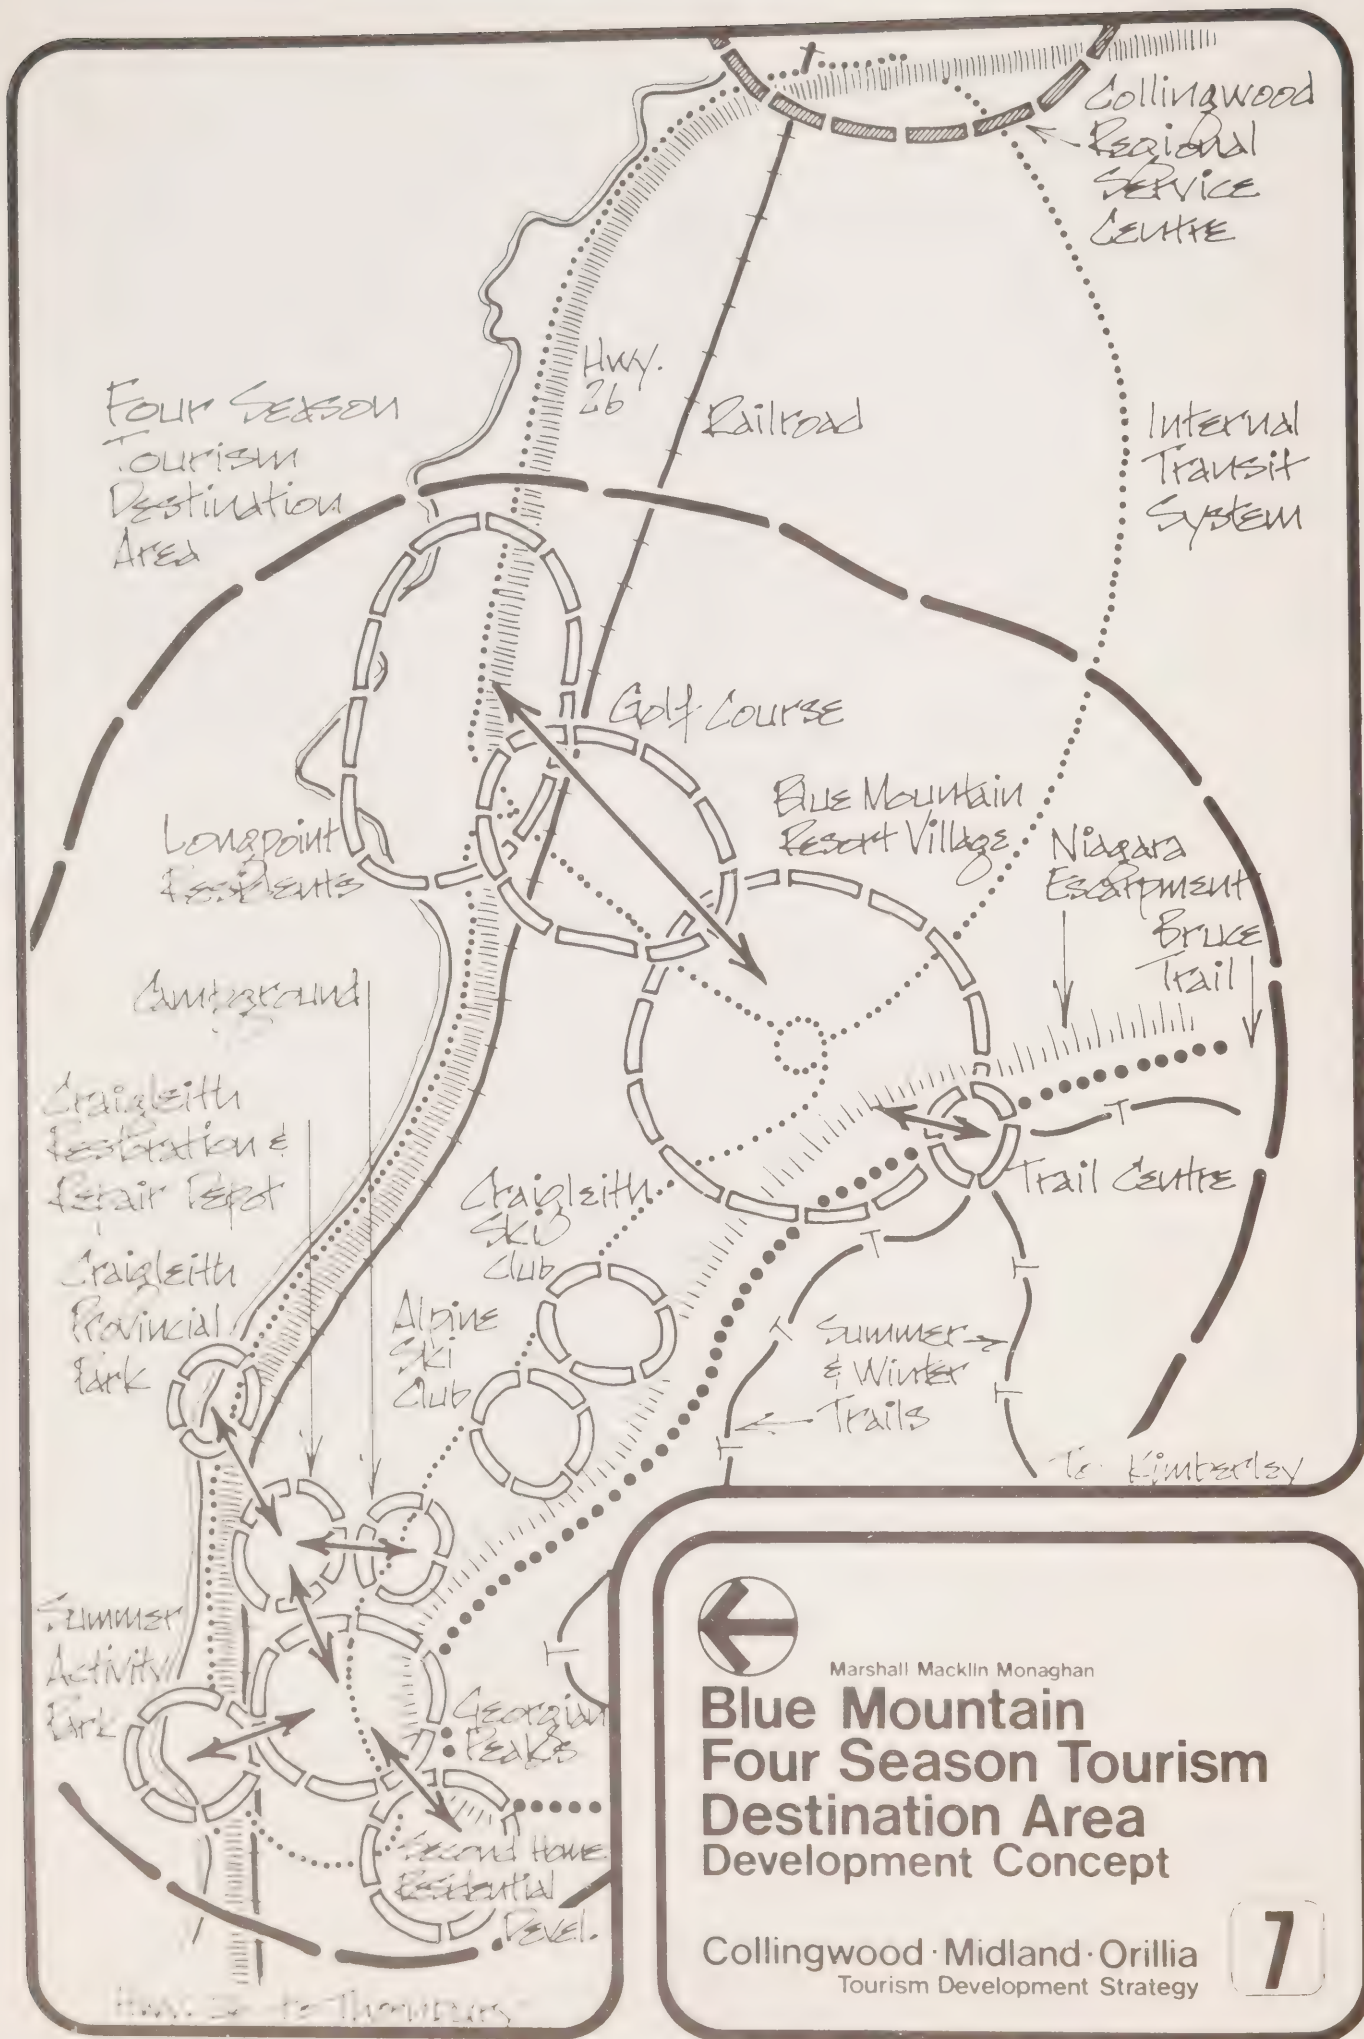 Collingwood
Regional
Service
Centre
Hwy.
26
Railroad
Four Season
Tourism
Destination
Area
Internal
Transit
System
Golf Course
Blue Mountain
Resort Village
Niagara
Escarpment
Bruce
Trail
Longpoint
Residents
Campground
Craigleith
Restoration &
Repair Depot
Craigleith
Ski
Club
Trail Centre
Craigleith
Provincial
Park
Alpine
Ski
Club
Summer
& Winter
Trails
To Kimberley
Summer
Activity
Park
Georgian
Peaks
Second Home
Residential
Devel.
Hwy. 26 to Thornbury
Marshall Macklin Monaghan
Blue Mountain
Four Season Tourism
Destination Area
Development Concept
Collingwood · Midland · Orillia
Tourism Development Strategy
7
T
T
T
T
T
T
T